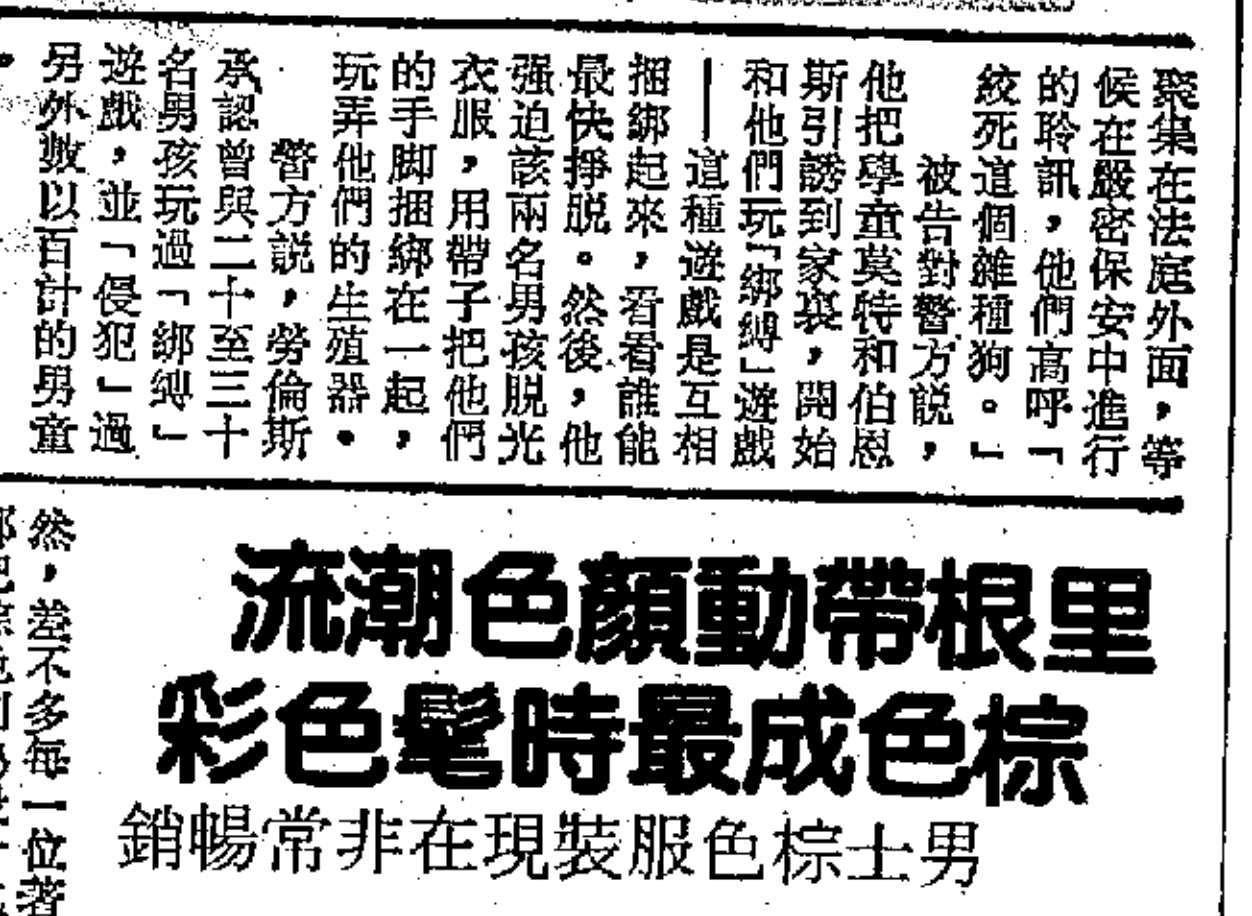 聚集在法庭外面，等
候在嚴密保安中進行
的聆訊，他們高呼「
絞死這個雜種狗。」
被告對警方説，
他把學童莫特和伯恩
斯引誘到家裏，開始
和他們玩「綁縛」遊戲
——這種遊戲是互相
捆綁起來，看看誰能
最快掙脱。然後，他
强迫該兩名男孩脱光
衣服，用帶子把他們
的手脚捆綁在一起，
玩弄他們的生殖器。
警方説，勞倫斯
承認曾與二十至三十
名男孩玩過「綁縛」
遊戲，並「侵犯」過
另外數以百計的男童
。
里根帶動顏色潮流
棕色成最時髦色彩
男士棕色服裝現在非常暢銷
然，差不多每一位著